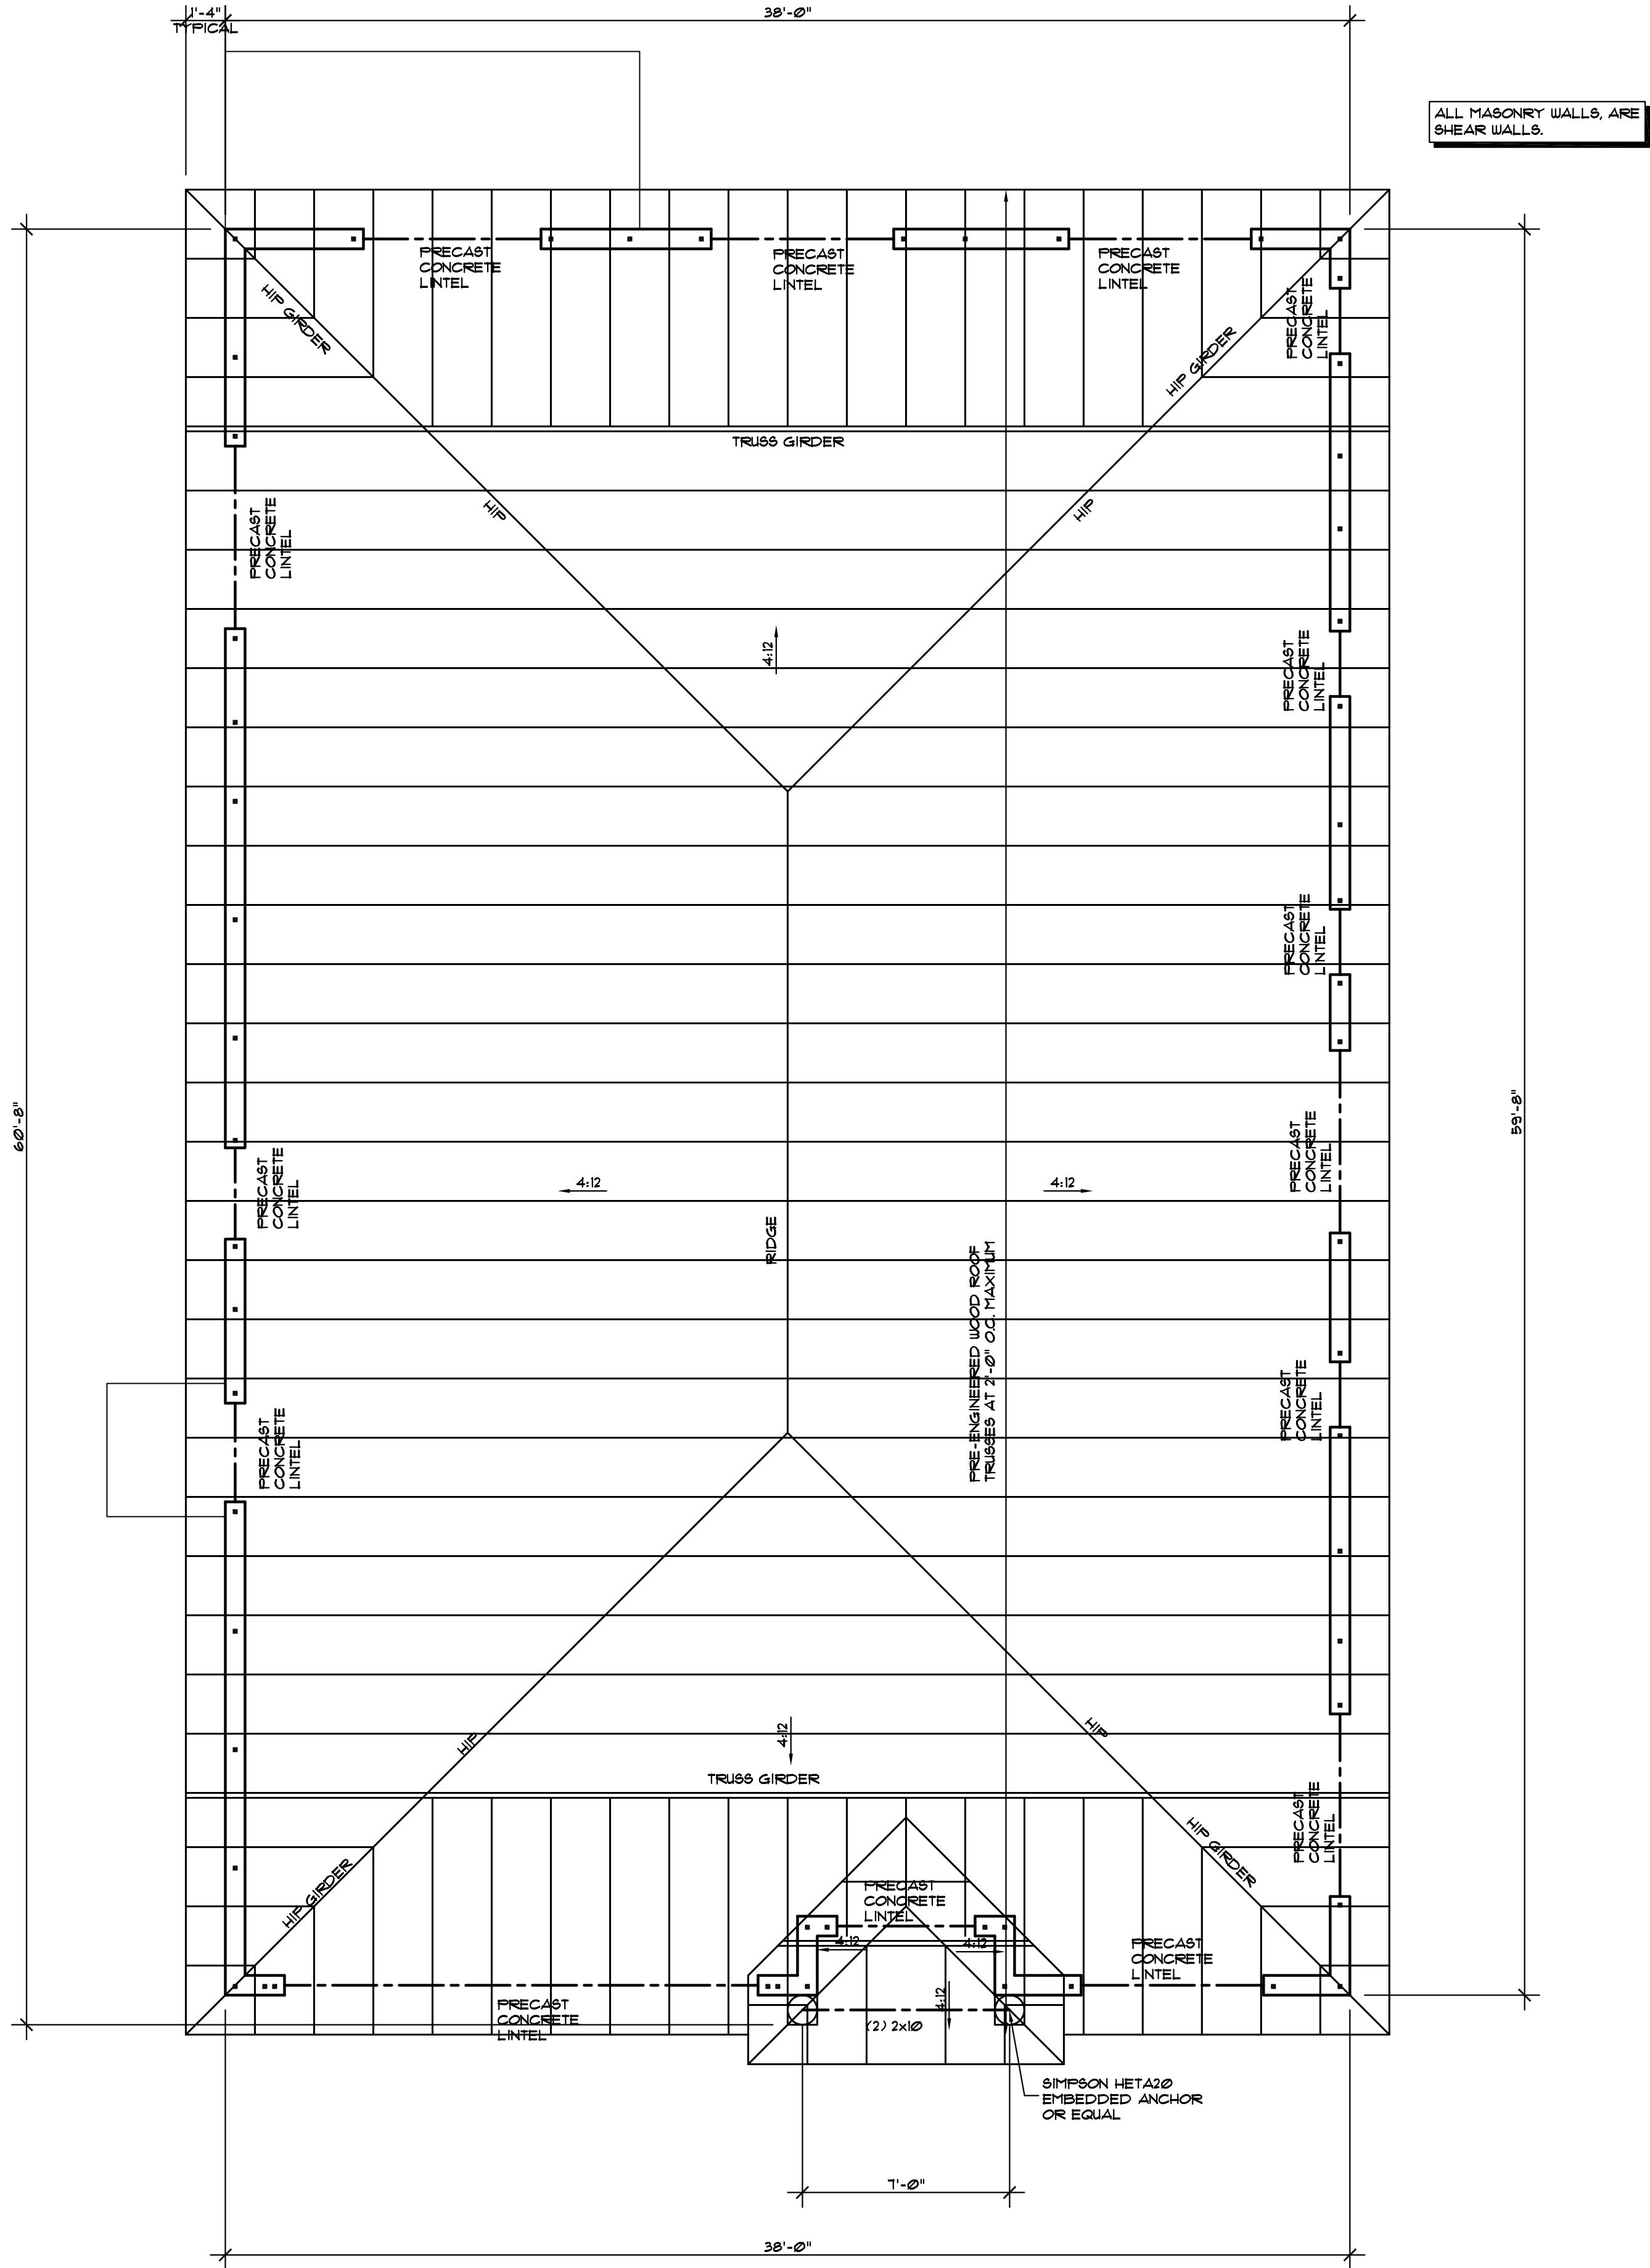 1'-4"
TYPICAL
38'-0"
ALL MASONRY WALLS, ARE
SHEAR WALLS.
PRECAST
CONCRETE
LINTEL
PRECAST
CONCRETE
LINTEL
PRECAST
CONCRETE
LINTEL
HIP GIRDER
HIP GIRDER
PRECAST
CONCRETE
LINTEL
TRUSS GIRDER
HIP
HIP
PRECAST
CONCRETE
LINTEL
4:12
PRECAST
CONCRETE
LINTEL
PRECAST
CONCRETE
LINTEL
60'-8"
59'-8"
PRECAST
CONCRETE
LINTEL
PRECAST
CONCRETE
LINTEL
4:12
4:12
RIDGE
PRE-ENGINEERED WOOD ROOF
TRUSSES AT 2'-0" O.C. MAXIMUM
PRECAST
CONCRETE
LINTEL
PRECAST
CONCRETE
LINTEL
HIP
4:12
HIP
TRUSS GIRDER
HIP GIRDER
HIP GIRDER
PRECAST
CONCRETE
LINTEL
PRECAST
CONCRETE
LINTEL
4:12
4:12
PRECAST
CONCRETE
LINTEL
4:12
PRECAST
CONCRETE
LINTEL
(2) 2x10
SIMPSON HETA20
EMBEDDED ANCHOR
OR EQUAL
7'-0"
38'-0"